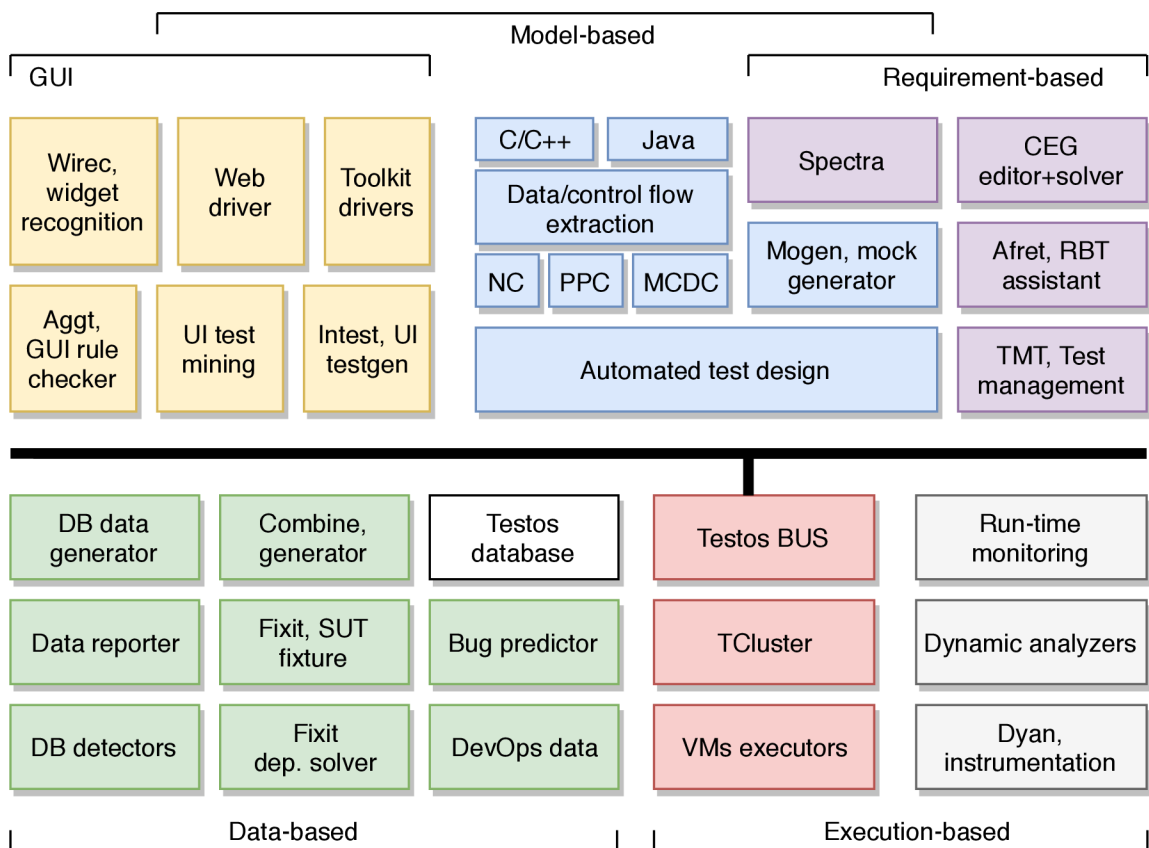 Model-based
GUI
Requirement-based
Wirec,
widget
recognition
Web
driver
Toolkit
drivers
C/C++
Java
Data/control flow
extraction
NC
PPC
MCDC
Spectra
CEG
editor+solver
Mogen, mock
generator
Afret, RBT
assistant
Aggt,
GUI rule
checker
UI test
mining
Intest, UI
testgen
Automated test design
TMT, Test
management
DB data
generator
Combine,
generator
Testos
database
Testos BUS
Run-time
monitoring
Data reporter
Fixit, SUT
fixture
Bug predictor
TCluster
Dynamic analyzers
DB detectors
Fixit
dep. solver
DevOps data
VMs executors
Dyan,
instrumentation
Data-based
Execution-based